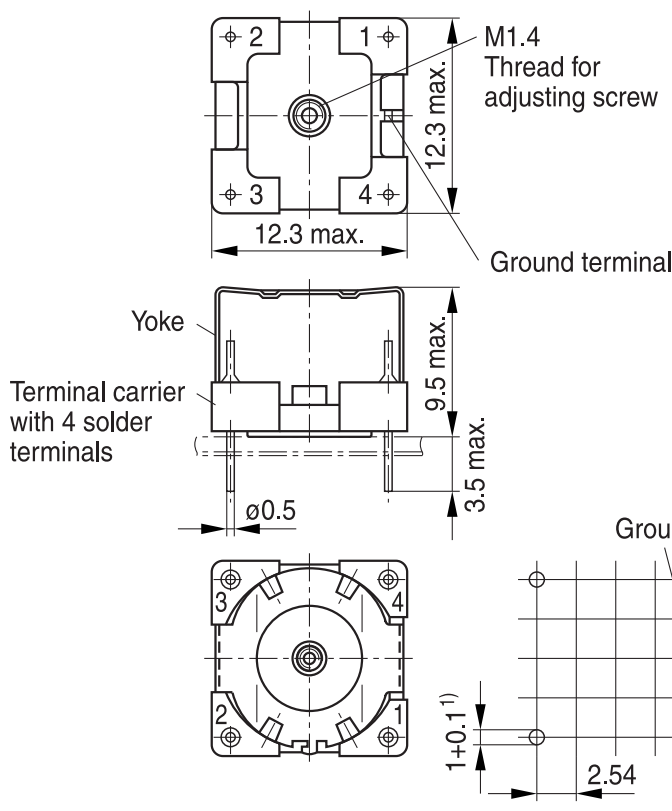 2
1
3
4
M1.4
Thread for
adjusting screw
12.3 max.
12.3 max.
Ground terminal
Yoke
Terminal carrier
with 4 solder
terminals
9.5 max.
3.5 max.
ø0.5
3
4
2
1
Grou
1+0.1 1)
2.54